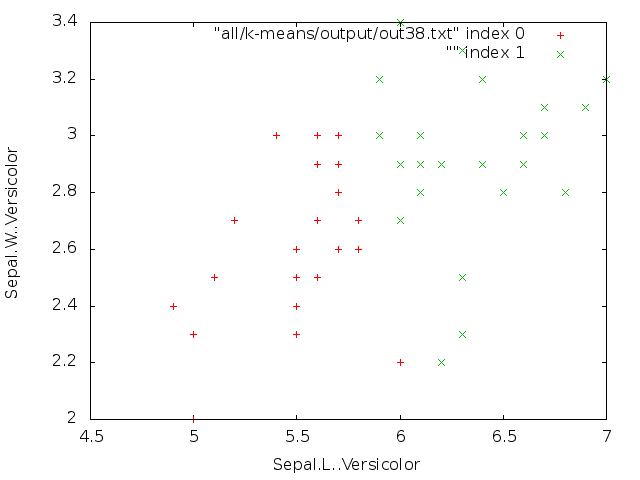 3.4
"all/k-means/output/out38.txt" index 0
"" index 1
3.2
3
2.8
2.6
2.4
2.2
2
4.5 5 5.5 6 6.5 7
Sepal.W..Versicolor
Sepal.L..Versicolor